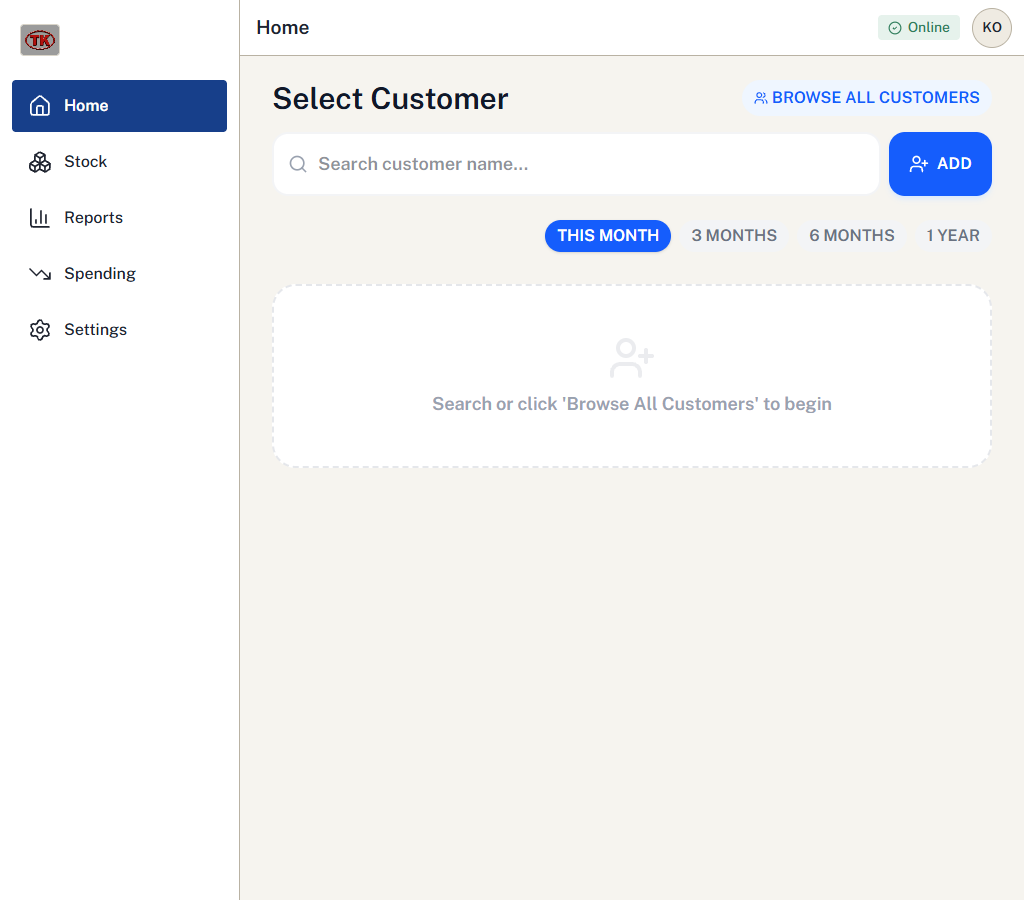 TK
Home
Online
KO
Home
Stock
Reports
Spending
Settings
Select Customer
BROWSE ALL CUSTOMERS
Search customer name...
ADD
THIS MONTH
3 MONTHS
6 MONTHS
1 YEAR
Search or click 'Browse All Customers' to begin